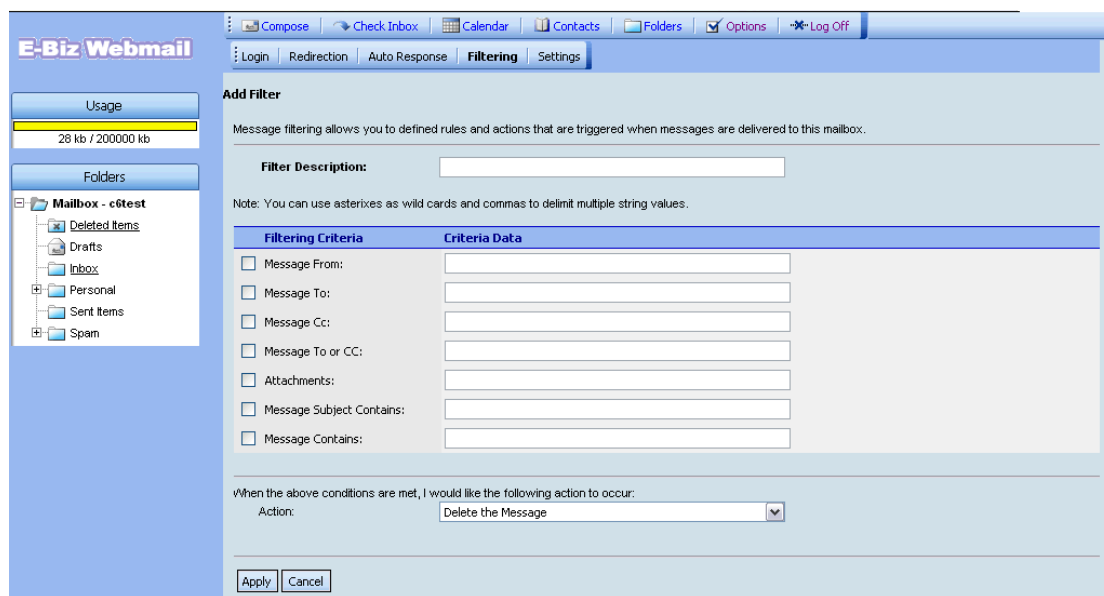 E-Biz Webmail
Compose Check Inbox Calendar Contacts Folders Options Log Off
Login Redirection Auto Response Filtering Settings
Usage
28 kb / 200000 kb
Folders
Mailbox - c6test
Deleted Items
Drafts
Inbox
Personal
Sent Items
Spam
Add Filter
Message filtering allows you to defined rules and actions that are triggered when messages are delivered to this mailbox.
Filter Description:
Note: You can use asterixes as wild cards and commas to delimit multiple string values.
Filtering Criteria Criteria Data
Message From:
Message To:
Message Cc:
Message To or CC:
Attachments:
Message Subject Contains:
Message Contains:
When the above conditions are met, I would like the following action to occur:
Action: Delete the Message
Apply Cancel